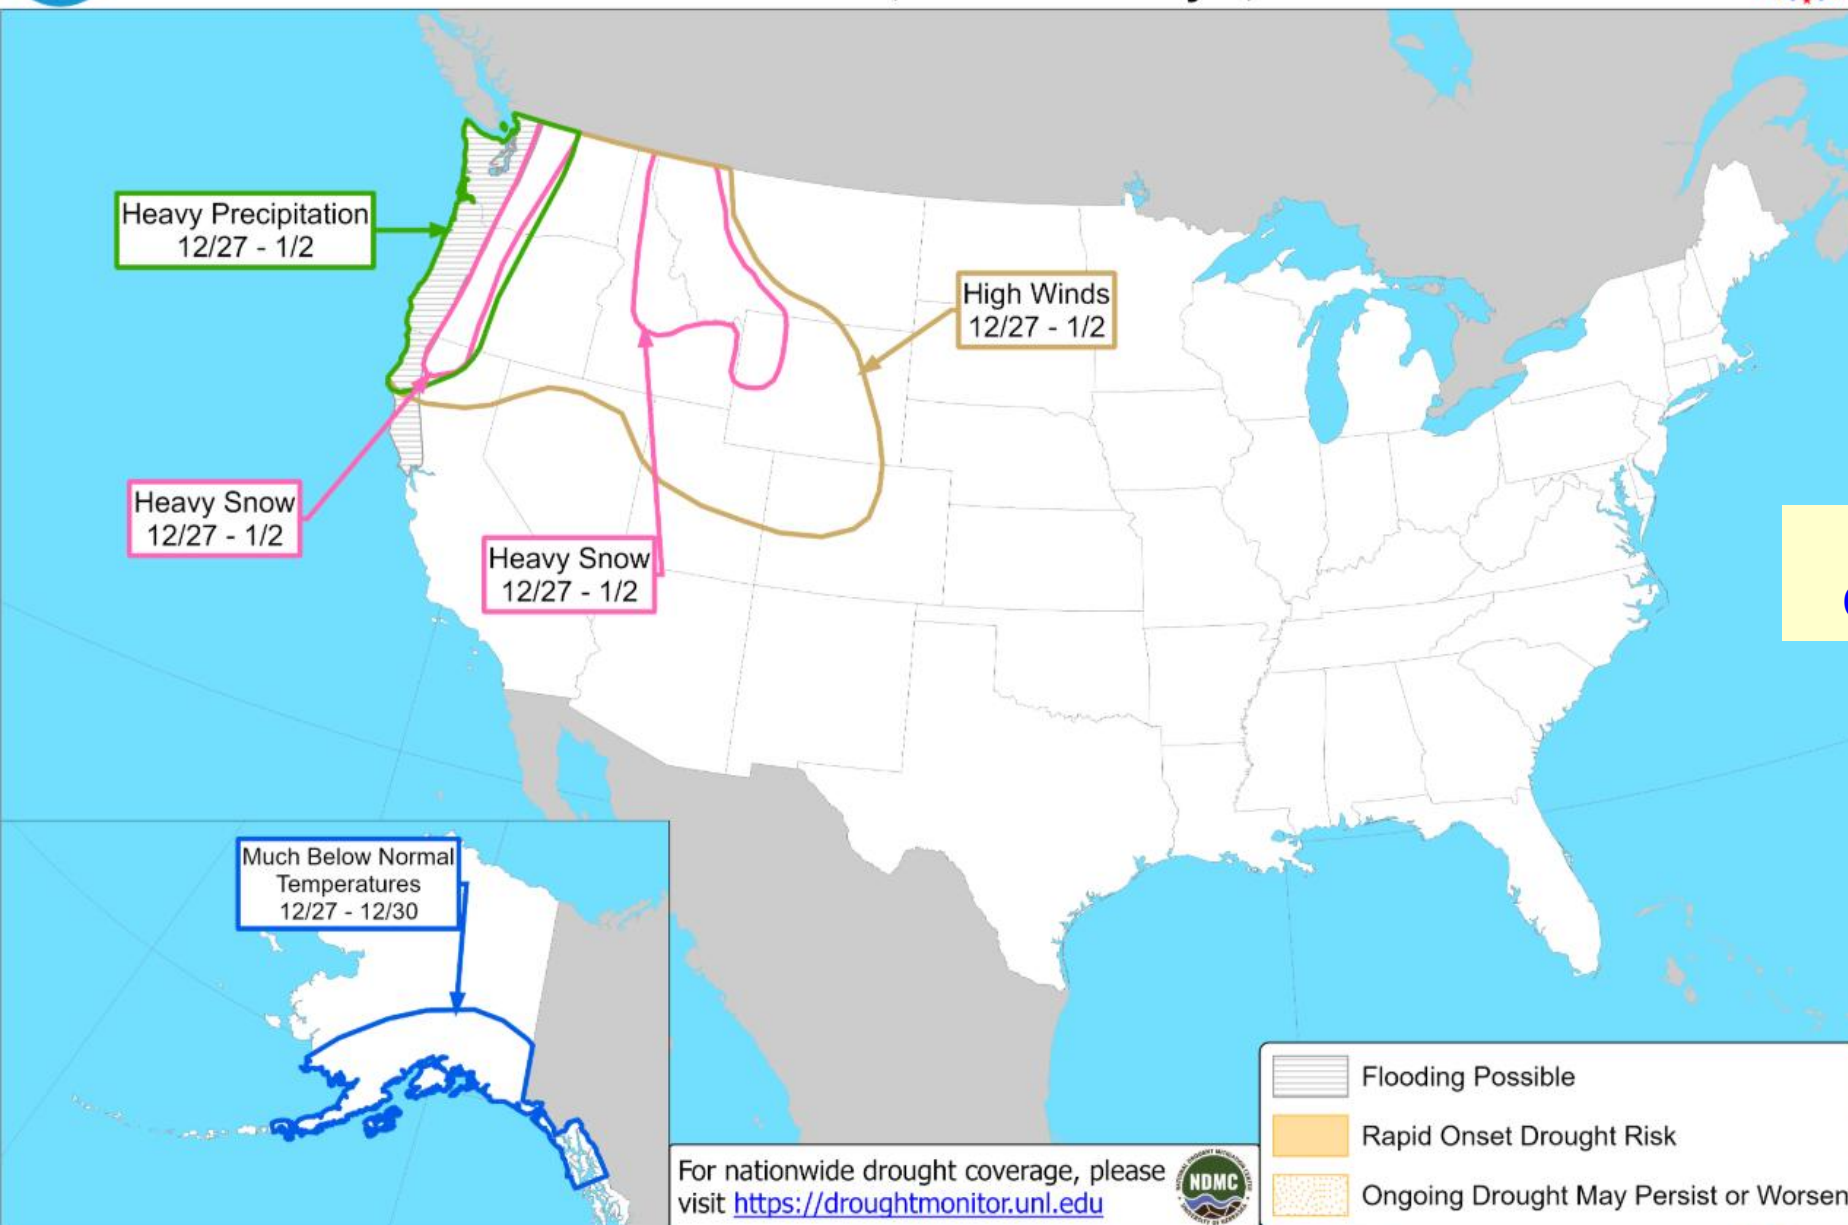 Heavy Precipitation
12/27 - 1/2
High Winds
12/27 - 1/2
Heavy Snow
12/27 - 1/2
Heavy Snow
12/27 - 1/2
Much Below Normal
Temperatures
12/27 - 12/30
For nationwide drought coverage, please
visit https://droughtmonitor.unl.edu
NDMC
Flooding Possible
Rapid Onset Drought Risk
Ongoing Drought May Persist or Worsen